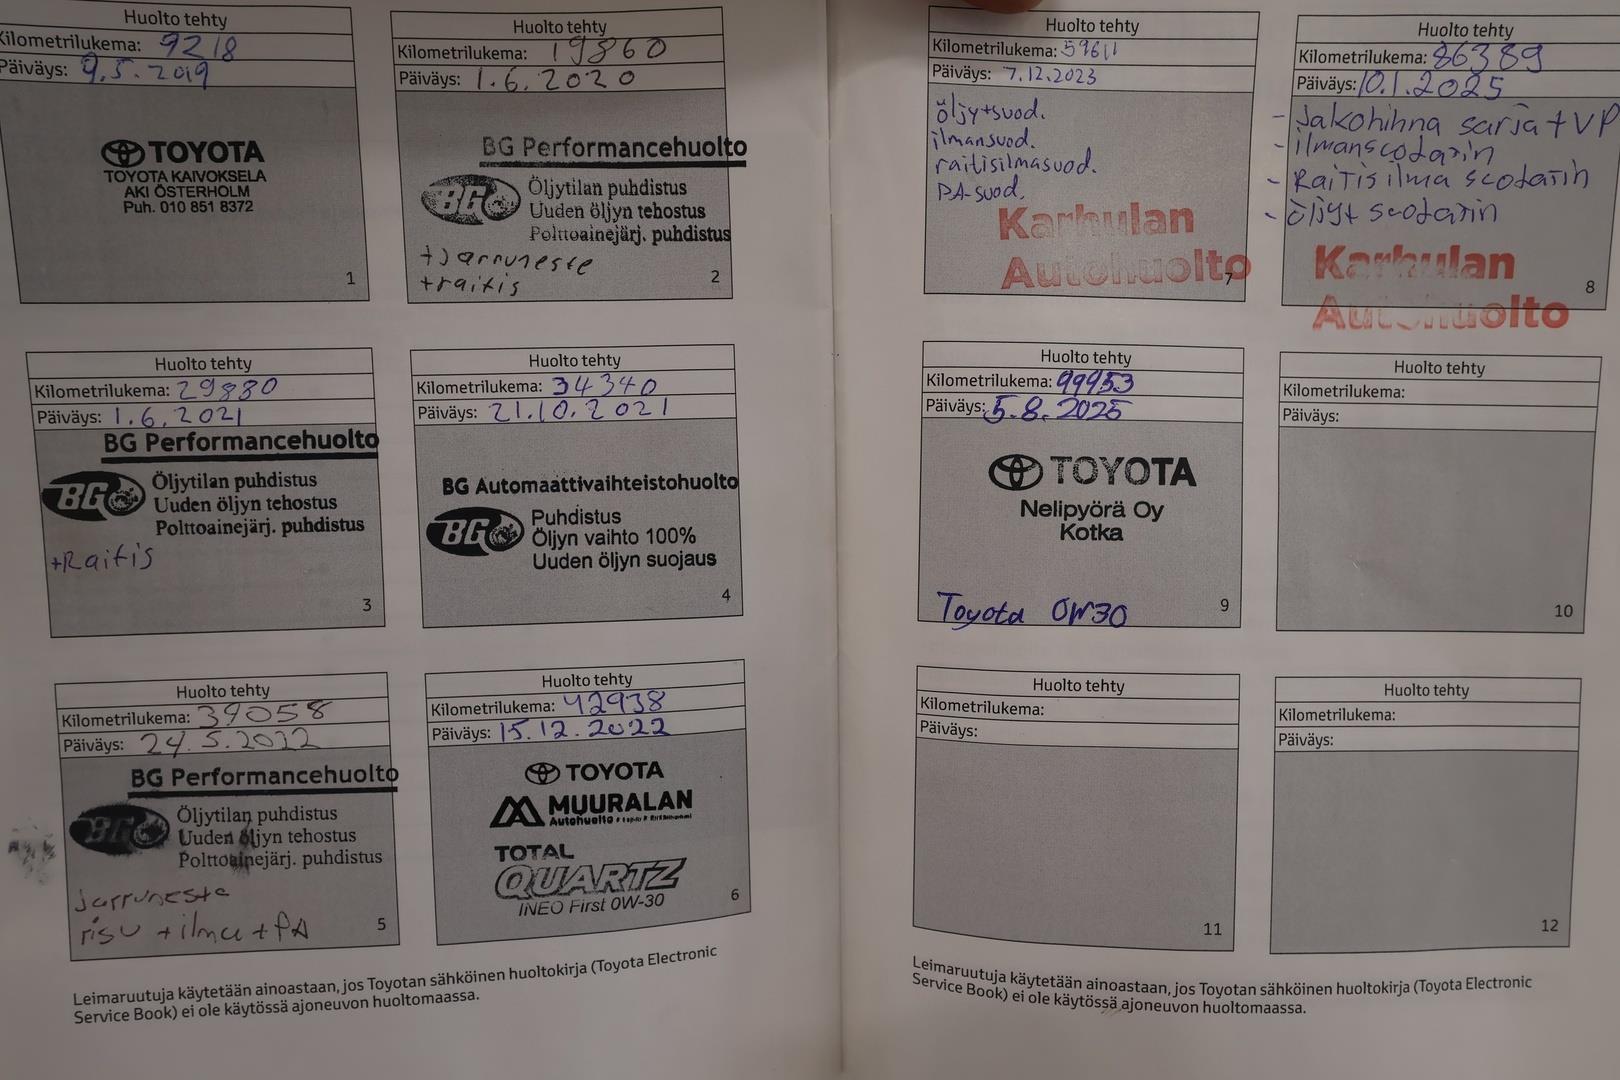 Huolto tehty
Kilometrilukema: 9218
Päiväys: 9.5.2019
TOYOTA
TOYOTA KAIVOKSELA
AKI ÖSTERHOLM
Puh. 010 851 8372
1
Huolto tehty
Kilometrilukema: 19860
Päiväys: 1.6.2020
BG Performancehuolto
BG
Öljytilan puhdistus
Uuden öljyn tehostus
Polttoainejärj. puhdistus
+Jarruneste
+raitis
2
Huolto tehty
Kilometrilukema: 29880
Päiväys: 1.6.2021
BG Performancehuolto
BG
Öljytilan puhdistus
Uuden öljyn tehostus
Polttoainejärj. puhdistus
+Raitis
3
Huolto tehty
Kilometrilukema: 34340
Päiväys: 21.10.2021
BG Automaattivaihteistohuolto
BG
Puhdistus
Öljyn vaihto 100%
Uuden öljyn suojaus
4
Huolto tehty
Kilometrilukema: 39058
Päiväys: 24.5.2022
BG Performancehuolto
BG
Öljytilan puhdistus
Uuden öljyn tehostus
Polttoainejärj. puhdistus
Jarruneste
+ilma+PA
5
Huolto tehty
Kilometrilukema: 42938
Päiväys: 15.12.2022
TOYOTA
MUURALAN
Autohuolto
TOTAL
QUARTZ
INEO First 0W-30
6
Leimaruutuja käytetään ainoastaan, jos Toyotan sähköinen huoltokirja (Toyota Electronic
Service Book) ei ole käytössä ajoneuvon huoltomaassa.
Huolto tehty
Kilometrilukema: 59611
Päiväys: 7.12.2023
öljy+suod.
ilmansuod.
raitisilmasuod.
PA-suod.
Karhulan
Autohuolto
7
Huolto tehty
Kilometrilukema: 86389
Päiväys: 10.1.2025
- Jakohihna sarja + VP
- ilmanscodatin
- Raitisilma scodatin
- öljyt scodatin
Karhulan
Autohuolto
8
Huolto tehty
Kilometrilukema: 99953
Päiväys: 5.8.2025
TOYOTA
Nelipyörä Oy
Kotka
Toyota 0W30
9
Huolto tehty
Kilometrilukema:
Päiväys:
10
Huolto tehty
Kilometrilukema:
Päiväys:
11
Huolto tehty
Kilometrilukema:
Päiväys:
12
Leimaruutuja käytetään ainoastaan, jos Toyotan sähköinen huoltokirja (Toyota Electronic
Service Book) ei ole käytössä ajoneuvon huoltomaassa.